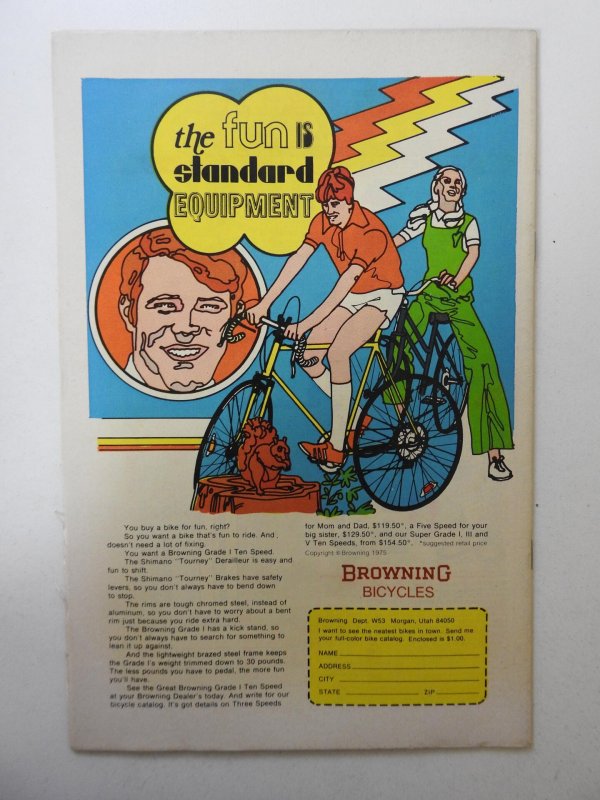 the fun IS
standard
EQUIPMENT
You buy a bike for fun, right?
So you want a bike that's fun to ride. And,
doesn't need a lot of fixing.
You want a Browning Grade I Ten Speed.
The Shimano "Tourney" Derailleur is easy and
fun to shift.
The Shimano "Tourney" Brakes have safety
levers, so you don't always have to bend down
to stop.
The rims are tough chromed steel, instead of
aluminum, so you don't have to worry about a bent
rim just because you ride extra hard.
The Browning Grade I has a kick stand, so
you don't always have to search for something to
lean it up against.
And the lightweight brazed steel frame keeps
the Grade I's weight trimmed down to 30 pounds.
The less pounds you have to pedal, the more fun
you'll have.
See the Great Browning Grade I Ten Speed
at your Browning Dealer's today. And write for our
bicycle catalog. It's got details on Three Speeds
for Mom and Dad, $119.50*, a Five Speed for your
big sister, $129.50*, and our Super Grade I, III and
V Ten Speeds, from $154.50*. *suggested retail price
Copyright © Browning 1975
BROWNING
BICYCLES
Browning Dept. W53 Morgan, Utah 84050
I want to see the neatest bikes in town. Send me
your full-color bike catalog. Enclosed is $1.00.
NAME
ADDRESS
CITY
STATE ZIP